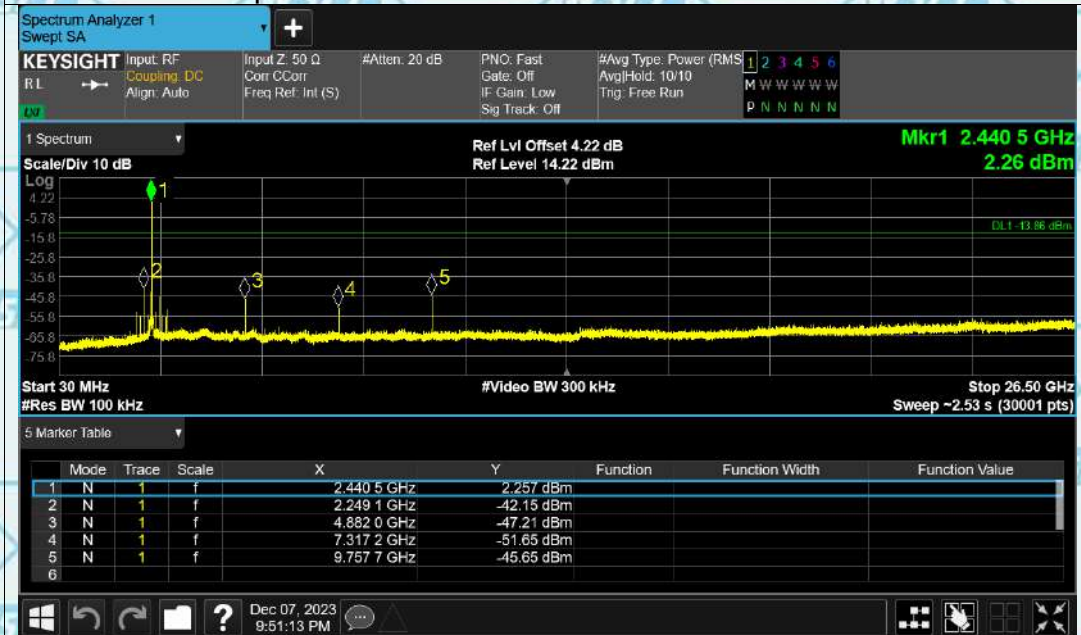 Spectrum Analyzer 1
Swept SA
+
KEYSIGHT Input: RF Input Z: 50 Ω #Atten: 20 dB PNO: Fast #Avg Type: Power (RMS 1 2 3 4 5 6
RL Coupling: DC Corr CCorr Gate: Off Avg|Hold: 10/10 M W W W W W
Align: Auto Freq Ref: Int (S) IF Gain: Low Trig: Free Run
LXI Sig Track: Off P N N N N N
1 Spectrum Ref Lvl Offset 4.22 dB Mkr1 2.440 5 GHz
Scale/Div 10 dB Ref Level 14.22 dBm 2.26 dBm
Log
4.22
-5.78
DL1 -13.86 dBm
-15.8
-25.8
-35.8
-45.8
-55.8
-65.8
-75.8
1
2
3
4
5
Start 30 MHz #Video BW 300 kHz Stop 26.50 GHz
#Res BW 100 kHz Sweep ~2.53 s (30001 pts)
5 Marker Table
Mode Trace Scale X Y Function Function Width Function Value
1 N 1 f 2.440 5 GHz 2.257 dBm
2 N 1 f 2.249 1 GHz -42.15 dBm
3 N 1 f 4.882 0 GHz -47.21 dBm
4 N 1 f 7.317 2 GHz -51.65 dBm
5 N 1 f 9.757 7 GHz -45.65 dBm
6
? Dec 07, 2023
9:51:13 PM